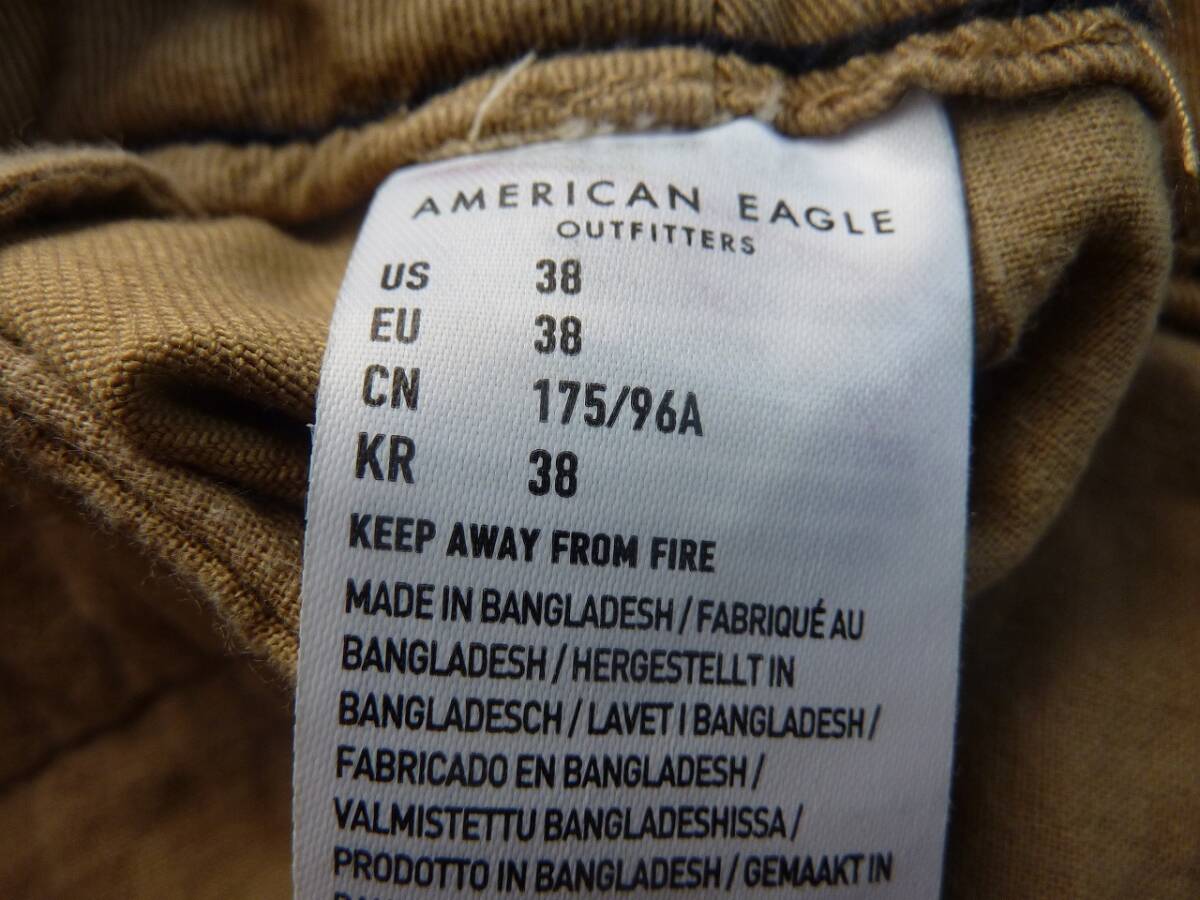 AMERICAN EAGLE
OUTFITTERS
US 38
EU 38
CN 175/96A
KR 38
KEEP AWAY FROM FIRE
MADE IN BANGLADESH / FABRIQUÉ AU
BANGLADESH / HERGESTELLT IN
BANGLADESCH / LAVET I BANGLADESH /
FABRICADO EN BANGLADESH /
VALMISTETTU BANGLADESHISSA /
PRODOTTO IN BANGLADESH / GEMAAKT IN